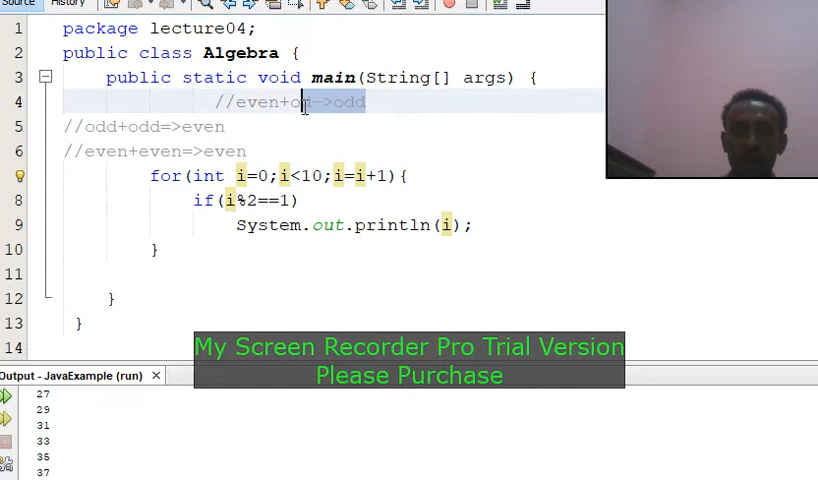 Source History
1 package lecture04;
2 public class Algebra {
3 public static void main(String[] args) {
4 //even+od=>odd
5 //odd+odd=>even
6 //even+even=>even
for(int i=0;i<10;i=i+1){
8 if(i%2==1)
9 System.out.println(i);
10 }
11
12 }
13 }
14
My Screen Recorder Pro Trial Version
Please Purchase
Output - JavaExample (run) ×
27
29
31
33
35
37